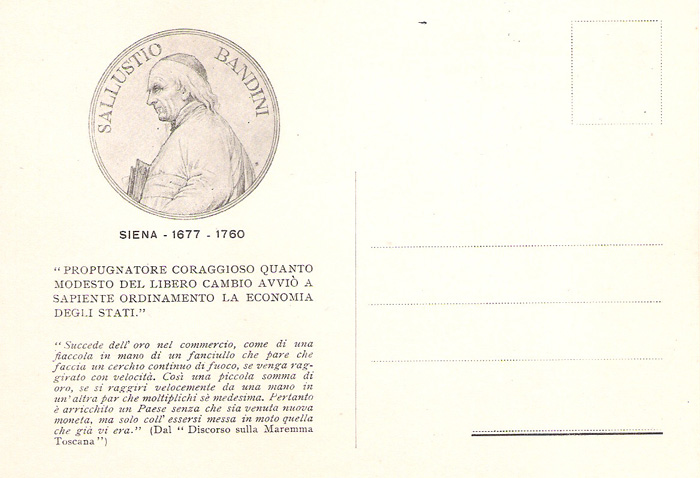 SALLUSTIO BANDINI
SIENA - 1677 - 1760
“ PROPUGNATORE CORAGGIOSO QUANTO
MODESTO DEL LIBERO CAMBIO AVVIÒ A
SAPIENTE ORDINAMENTO LA ECONOMIA
DEGLI STATI.”
“ Succede dell' oro nel commercio, come di una
fiaccola in mano di un fanciullo che pare che
faccia un cerchio continuo di fuoco, se venga rag-
girato con velocità. Così una piccola somma di
oro, se si raggiri velocemente da una mano in
un' altra par che moltiplichi sè medesima. Pertanto
è arricchito un Paese senza che sia venuta nuova
moneta, ma solo coll' essersi messa in moto quella
che già vi era.” (Dal “ Discorso sulla Maremma
Toscana ”)